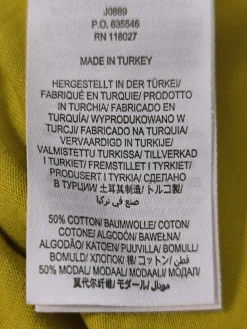 J0889
P.O. 635546
RN 116027
MADE IN TURKEY
HERGESTELLT IN DER TÜRKEI/
FABRIQUÉ EN TURQUIE/ PRODOTTO
IN TURCHIA/ FABRICADO EN
TURQUÍA/ WYPRODUKOWANO W
TURCJI/ FABRICADO NA TURQUIA/
VERVAARDIGD IN TURKIJE/
VALMISTETTU TURKISSA/ TILLVERKAD
I TURKIET/ FREMSTILLET I TYRKIET/
PRODUSERT I TYRKIA/ СДЕЛАНО
В ТУРЦИИ/ 土耳其制造/ トルコ製/
صنع في تركيا
50% COTTON/ BAUMWOLLE/ COTON/
COTONE/ ALGODÓN/ BAWEŁNA/
ALGODÃO/ KATOEN/ PUUVILLA/ BOMULL/
BOMULD/ ХЛОПОК/ 棉/ コットン/ قطن
50% MODAL/ MODAL/ MODAALI/ МОДАЛ/
莫代尔纤维/ モダール/ مودال